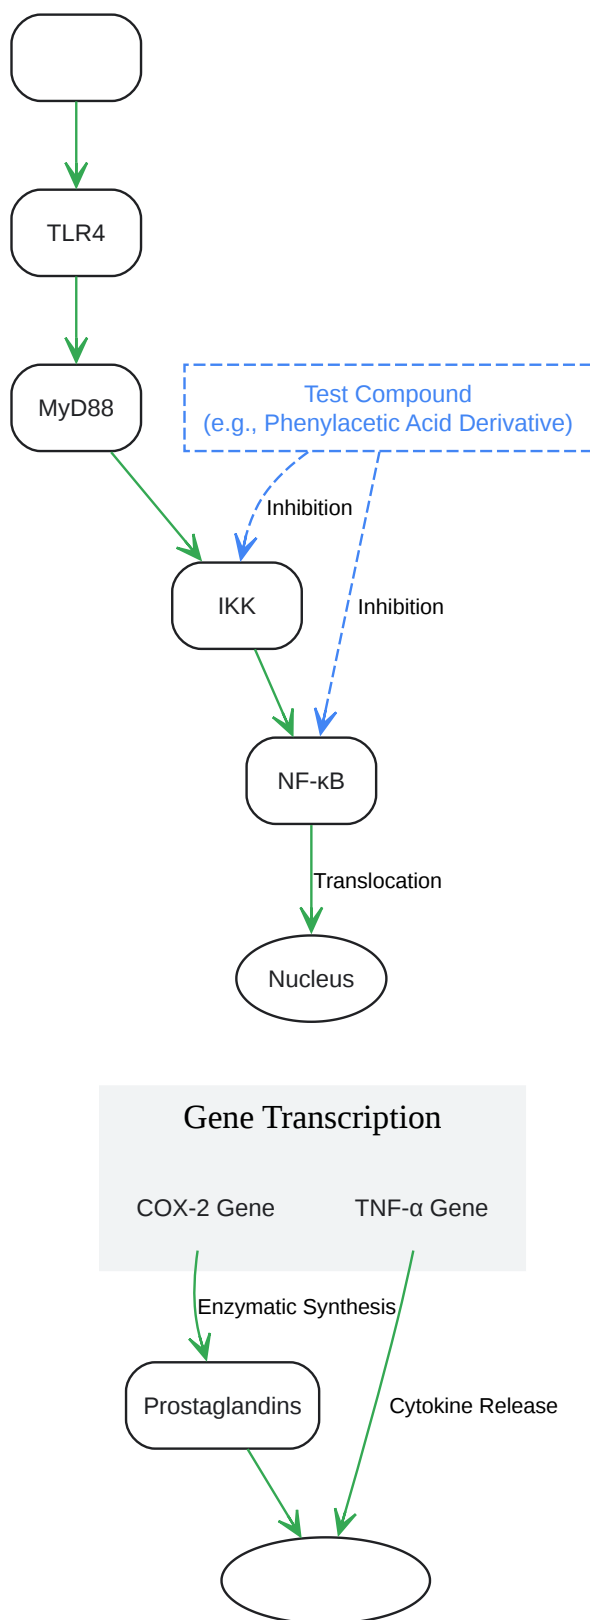 TLR4
MyD88
Test Compound
(e.g., Phenylacetic Acid Derivative)
Inhibition
IKK
Inhibition
NF-κB
Translocation
Nucleus
Gene Transcription
COX-2 Gene
TNF-α Gene
Enzymatic Synthesis
Prostaglandins
Cytokine Release